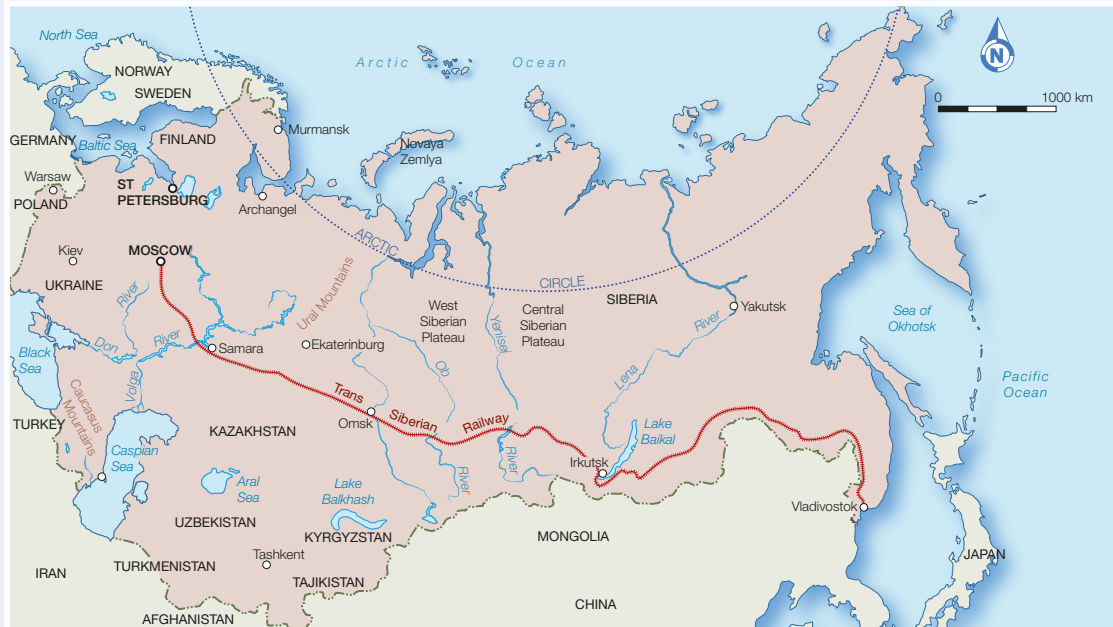 North Sea
Arctic Ocean
N
0 1000 km
NORWAY
SWEDEN
Murmansk
GERMANY
FINLAND
Baltic Sea
Novaya
Zemlya
Warsaw
POLAND
ST
PETERSBURG
Archangel
ARCTIC
CIRCLE
Kiev
MOSCOW
UKRAINE
River
Ural Mountains
West
Siberian
Plateau
Central
Siberian
Plateau
SIBERIA
Yakutsk
Yenisei
River
Lena
Sea of
Okhotsk
Don
River
Samara
Ekaterinburg
Ob
Black
Sea
Volga
Pacific
Ocean
Caucasus
Mountains
Trans
Siberian
Railway
Omsk
TURKEY
KAZAKHSTAN
Lake
Baikal
Caspian
Sea
Irkutsk
River
River
Aral
Sea
Lake
Balkhash
Vladivostok
UZBEKISTAN
KYRGYZSTAN
MONGOLIA
Tashkent
JAPAN
IRAN
TURKMENISTAN
TAJIKISTAN
CHINA
AFGHANISTAN